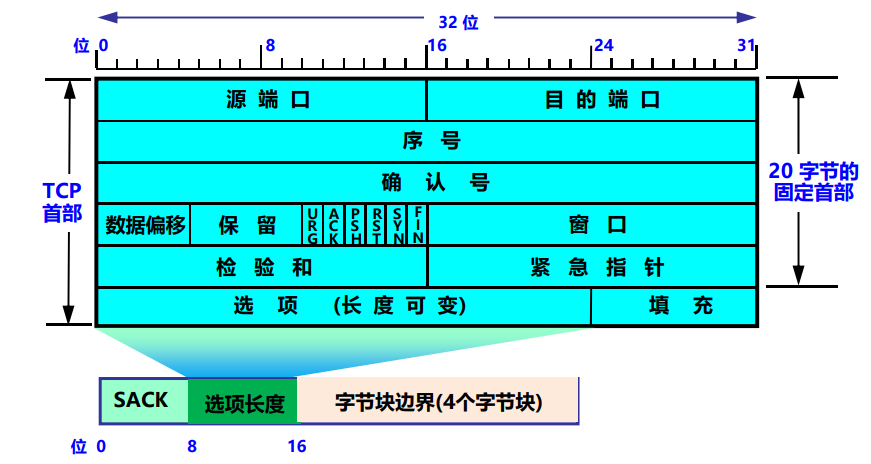 32 位
位 0 8 16 24 31
源 端 口 目 的 端 口
序 号
TCP
首部
20 字节的
固定首部
确 认 号
数据偏移 保 留 URG ACK PSH RST SYN FIN 窗 口
检 验 和 紧 急 指 针
选 项 (长 度 可 变) 填 充
SACK 选项长度 字节块边界(4个字节块)
位 0 8 16